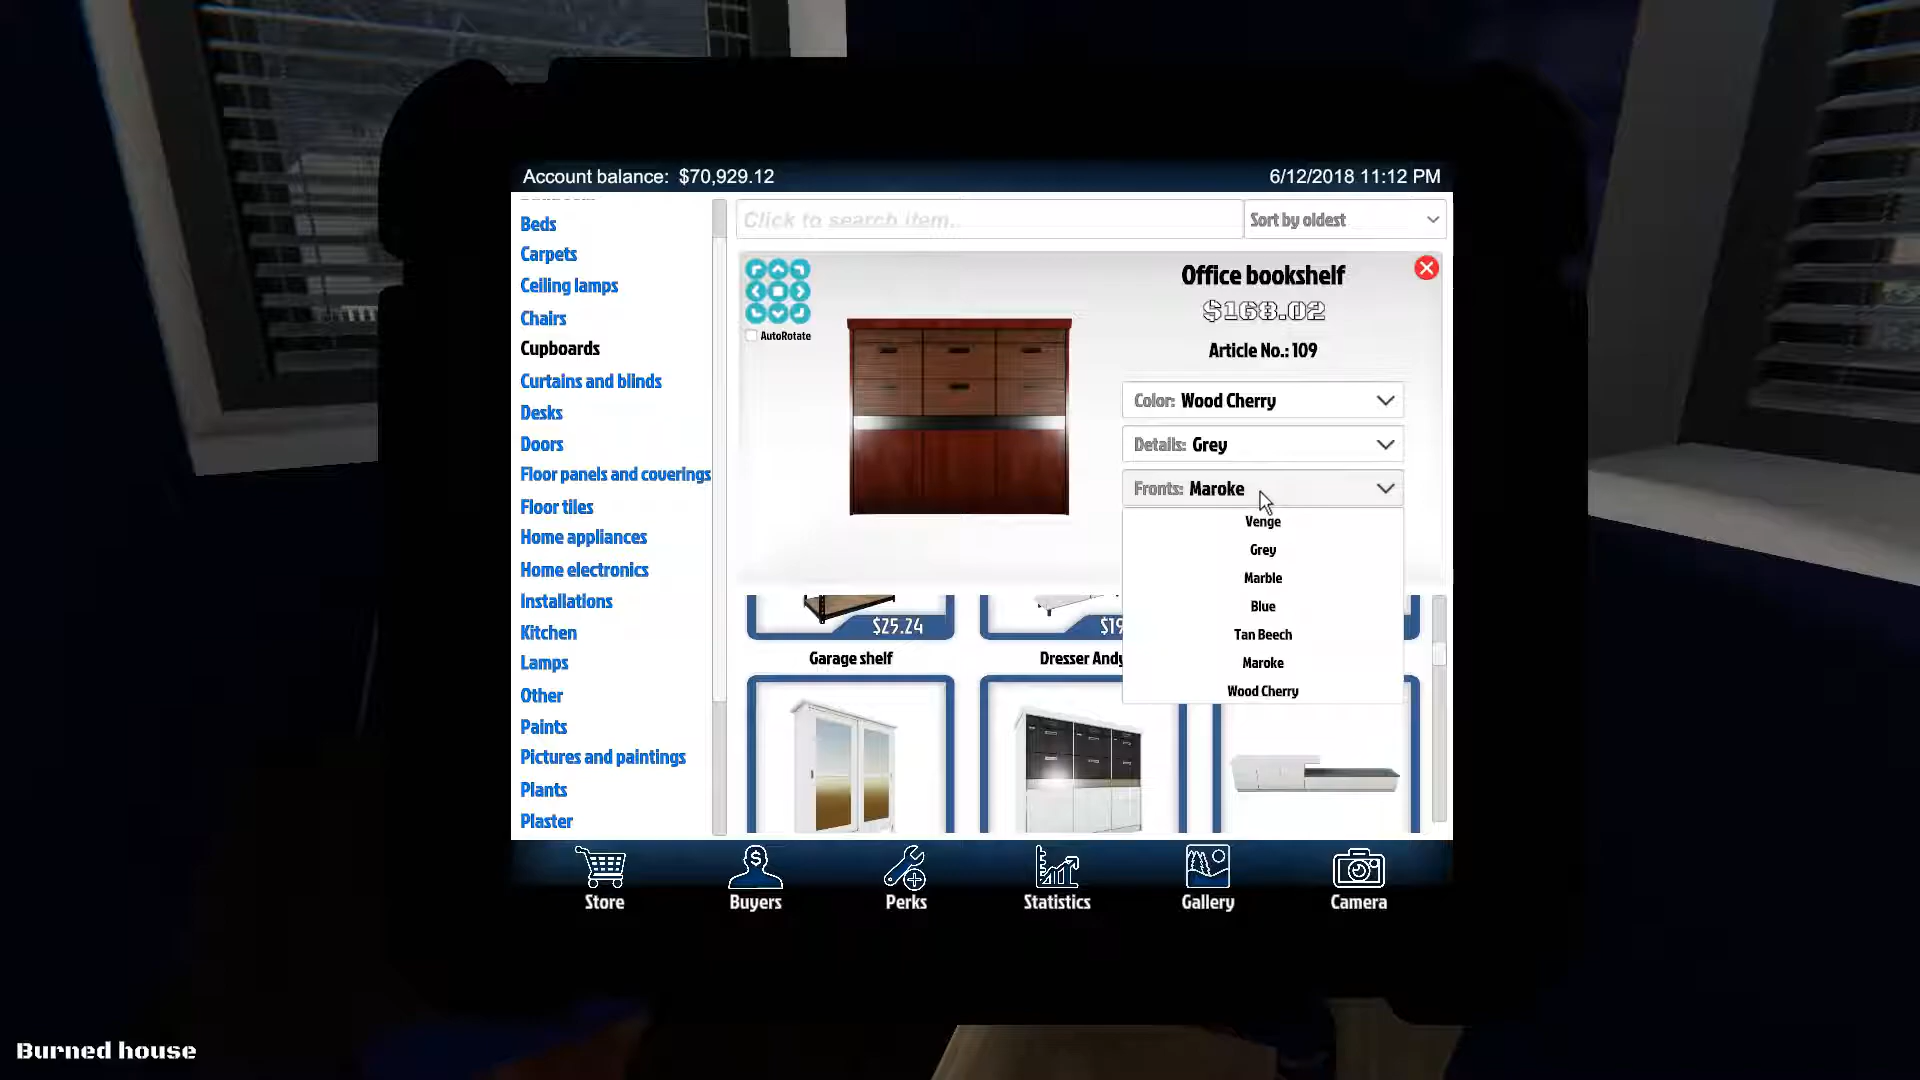 Account balance: $70,929.12
6/12/2018 11:12 PM
Beds
Carpets
Ceiling lamps
Chairs
Cupboards
Curtains and blinds
Desks
Doors
Floor panels and coverings
Floor tiles
Home appliances
Home electronics
Installations
Kitchen
Lamps
Other
Paints
Pictures and paintings
Plants
Plaster
Click to search item..
Sort by oldest
AutoRotate
Office bookshelf
$168.02
Article No.: 109
Color: Wood Cherry
Details: Grey
Fronts: Maroke
Venge
Grey
Marble
Blue
Tan Beech
Maroke
Wood Cherry
$25.24
$19
Garage shelf
Dresser Andy
Store
Buyers
Perks
Statistics
Gallery
Camera
Burned house